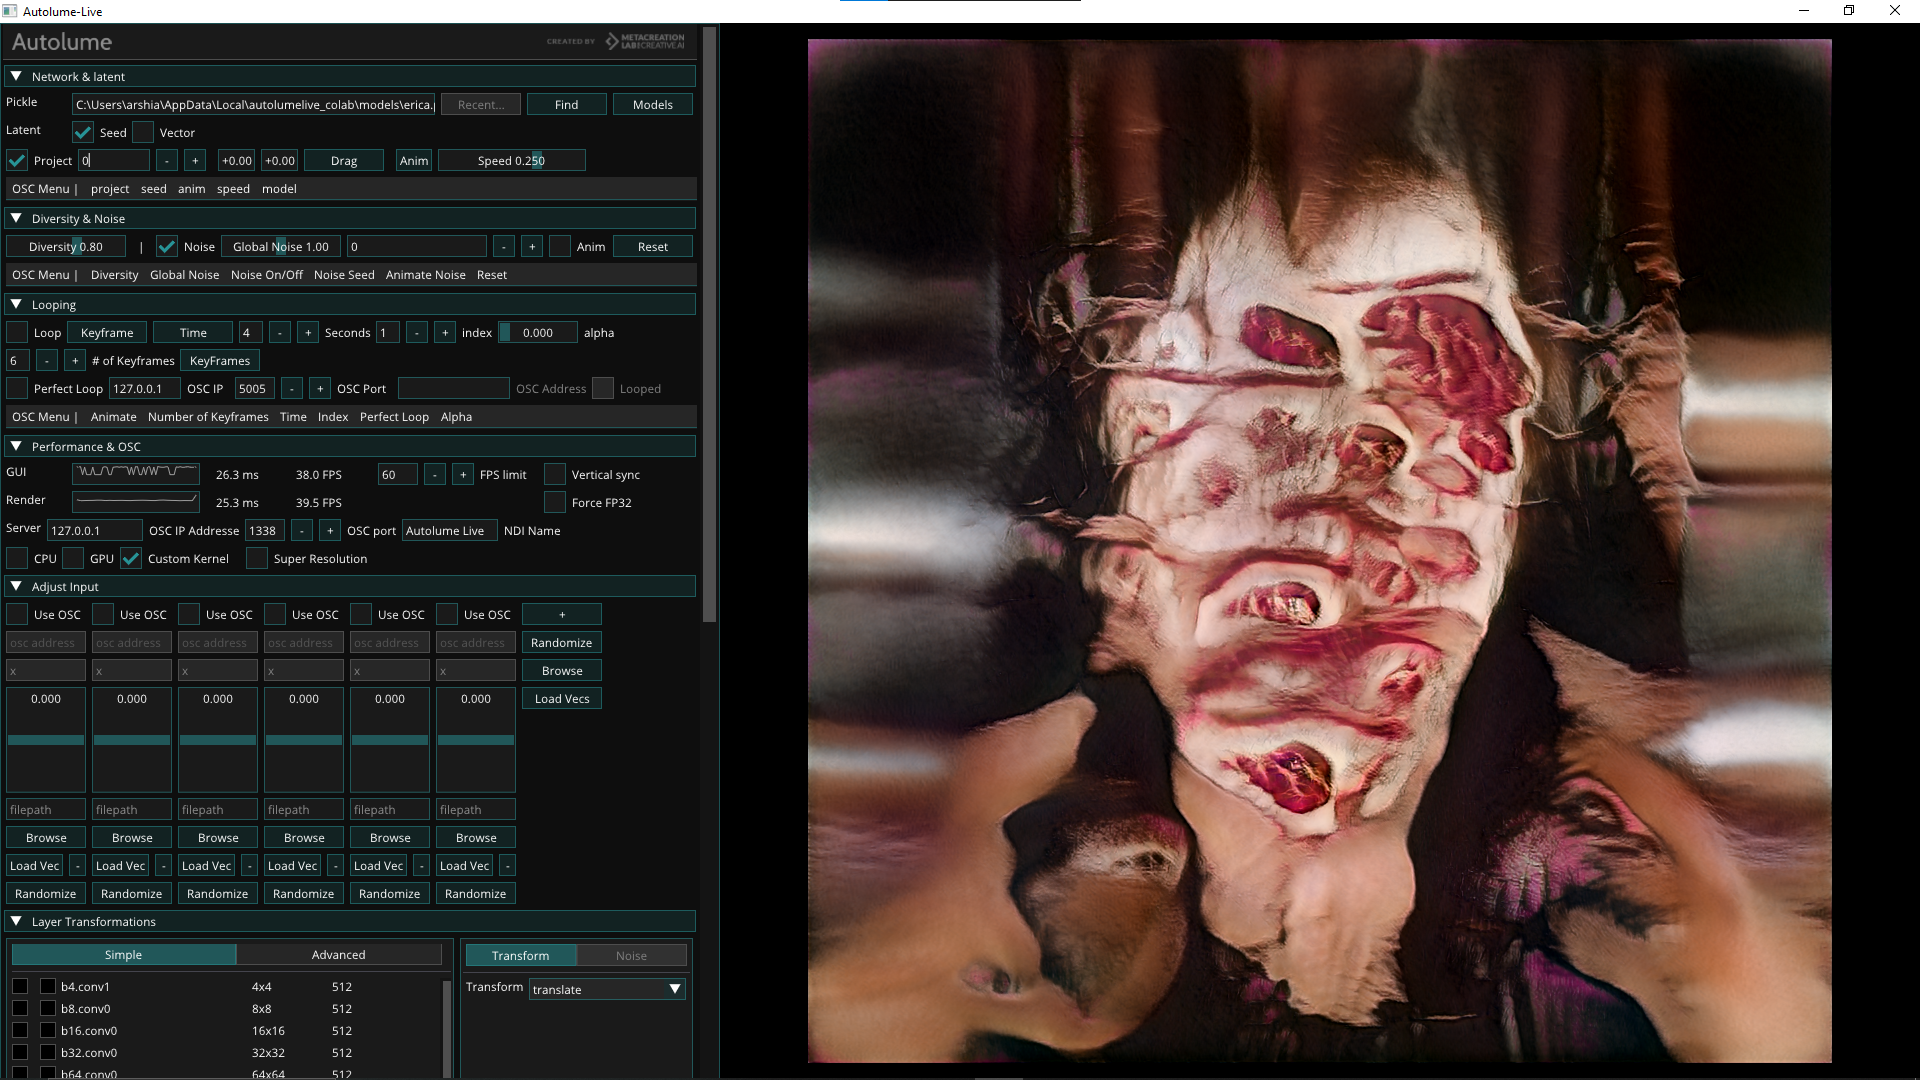 Autolume-Live
Autolume CREATED BY METACREATION LAB CREATIVE AI
Network & latent
Pickle C:\Users\arshia\AppData\Local\autolumelive_colab\models\erica. Recent... Find Models
Latent Seed Vector
Project 0 - + +0.00 +0.00 Drag Anim Speed 0.250
OSC Menu | project seed anim speed model
Diversity & Noise
Diversity 0.80 | Noise Global Noise 1.00 0 - + Anim Reset
OSC Menu | Diversity Global Noise Noise On/Off Noise Seed Animate Noise Reset
Looping
Loop Keyframe Time 4 - + Seconds 1 - + index 0.000 alpha
6 - + # of Keyframes KeyFrames
Perfect Loop 127.0.0.1 OSC IP 5005 - + OSC Port OSC Address Looped
OSC Menu | Animate Number of Keyframes Time Index Perfect Loop Alpha
Performance & OSC
GUI 26.3 ms 38.0 FPS 60 - + FPS limit Vertical sync
Render 25.3 ms 39.5 FPS Force FP32
Server 127.0.0.1 OSC IP Addresse 1338 - + OSC port Autolume Live NDI Name
CPU GPU Custom Kernel Super Resolution
Adjust Input
Use OSC Use OSC Use OSC Use OSC Use OSC Use OSC +
osc address osc address osc address osc address osc address osc address Randomize
x x x x x x Browse
0.000 0.000 0.000 0.000 0.000 0.000 Load Vecs
filepath filepath filepath filepath filepath filepath
Browse Browse Browse Browse Browse Browse
Load Vec - Load Vec - Load Vec - Load Vec - Load Vec - Load Vec -
Randomize Randomize Randomize Randomize Randomize Randomize
Layer Transformations
Simple Advanced Transform Noise
b4.conv1 4x4 512 Transform translate
b8.conv0 8x8 512
b16.conv0 16x16 512
b32.conv0 32x32 512
b64.conv0 64x64 512